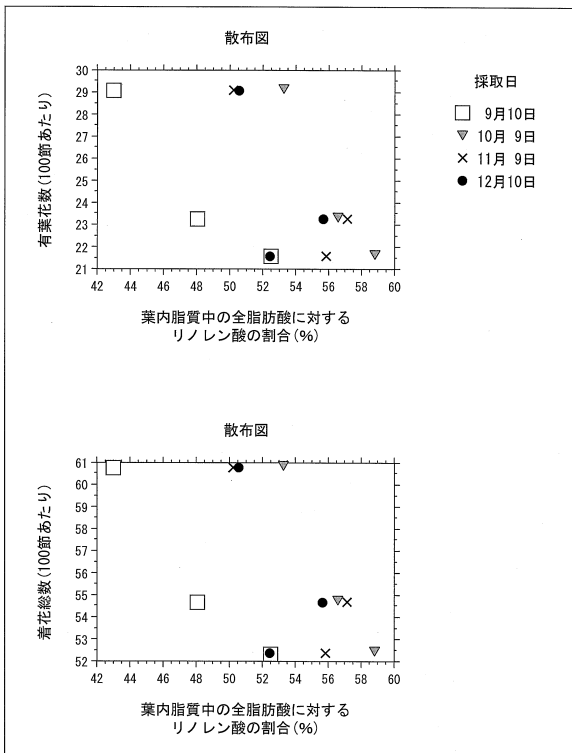 散布図
30
29
28
27
26
25
24
23
22
21
有葉花数(100節あたり)
42 44 46 48 50 52 54 56 58 60
葉内脂質中の全脂肪酸に対する
リノレン酸の割合(%)
採取日
9月10日
10月 9日
11月 9日
12月10日
散布図
61
60
59
58
57
56
55
54
53
52
着花総数(100節あたり)
42 44 46 48 50 52 54 56 58 60
葉内脂質中の全脂肪酸に対する
リノレン酸の割合(%)